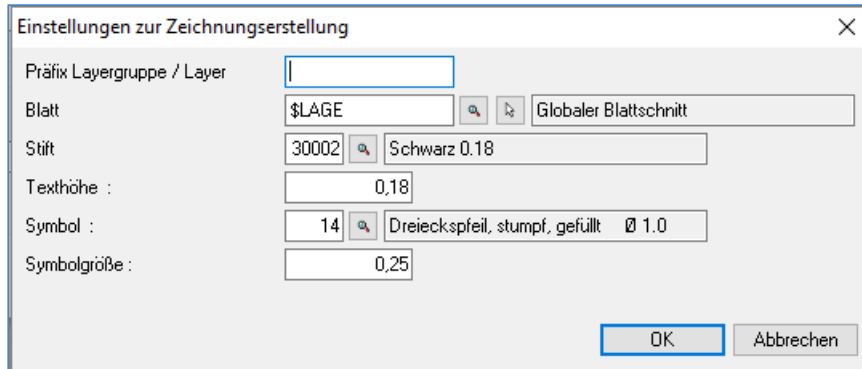 Einstellungen zur Zeichnungserstellung
Präfix Layergruppe / Layer
Blatt $LAGE Globaler Blattschnitt
Stift 30002 Schwarz 0.18
Texthöhe : 0,18
Symbol : 14 Dreieckspfeil, stumpf, gefüllt Ø 1.0
Symbolgröße : 0,25
OK Abbrechen